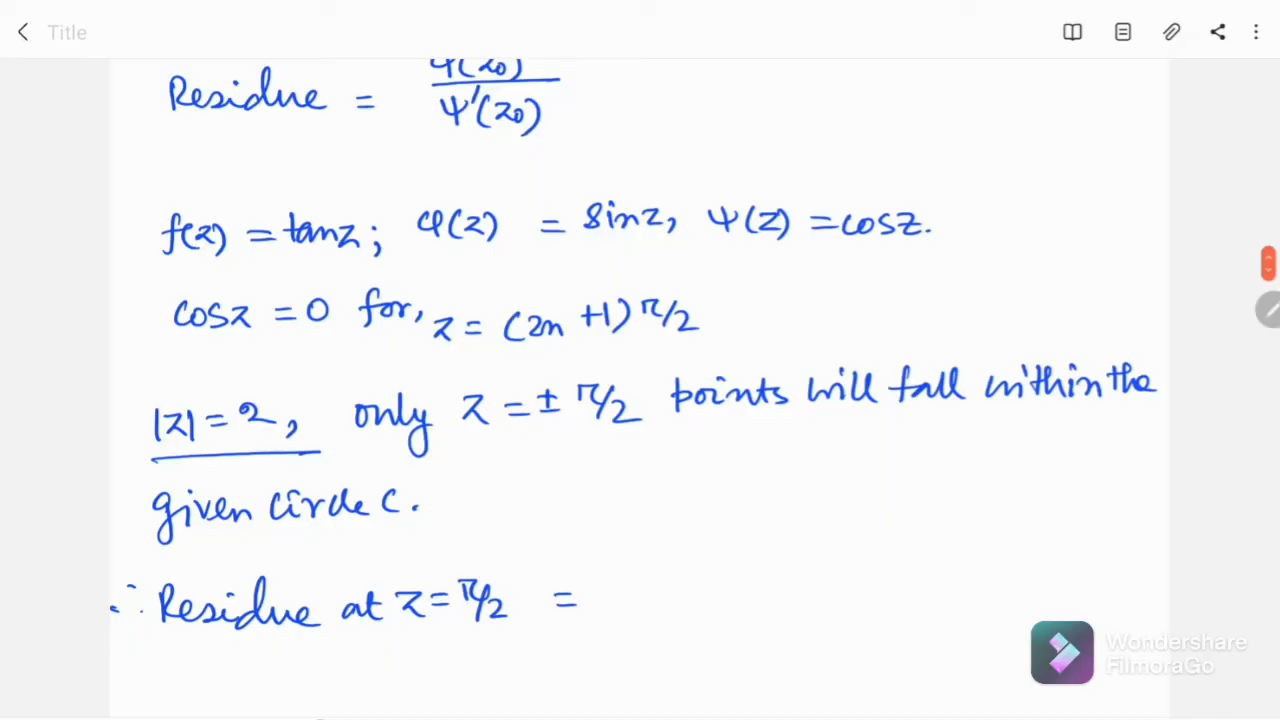 Title
φ(z0)
Residue =
ψ'(z0)
f(z) = tanz; φ(z) = sinz, ψ(z) = cosz.
cosz = 0 for, z = (2n +1) π/2
|z| = 2, only z = ± π/2 points will fall within the
given circle C.
∴ Residue at z = π/2 =
Wondershare
FilmoraGo